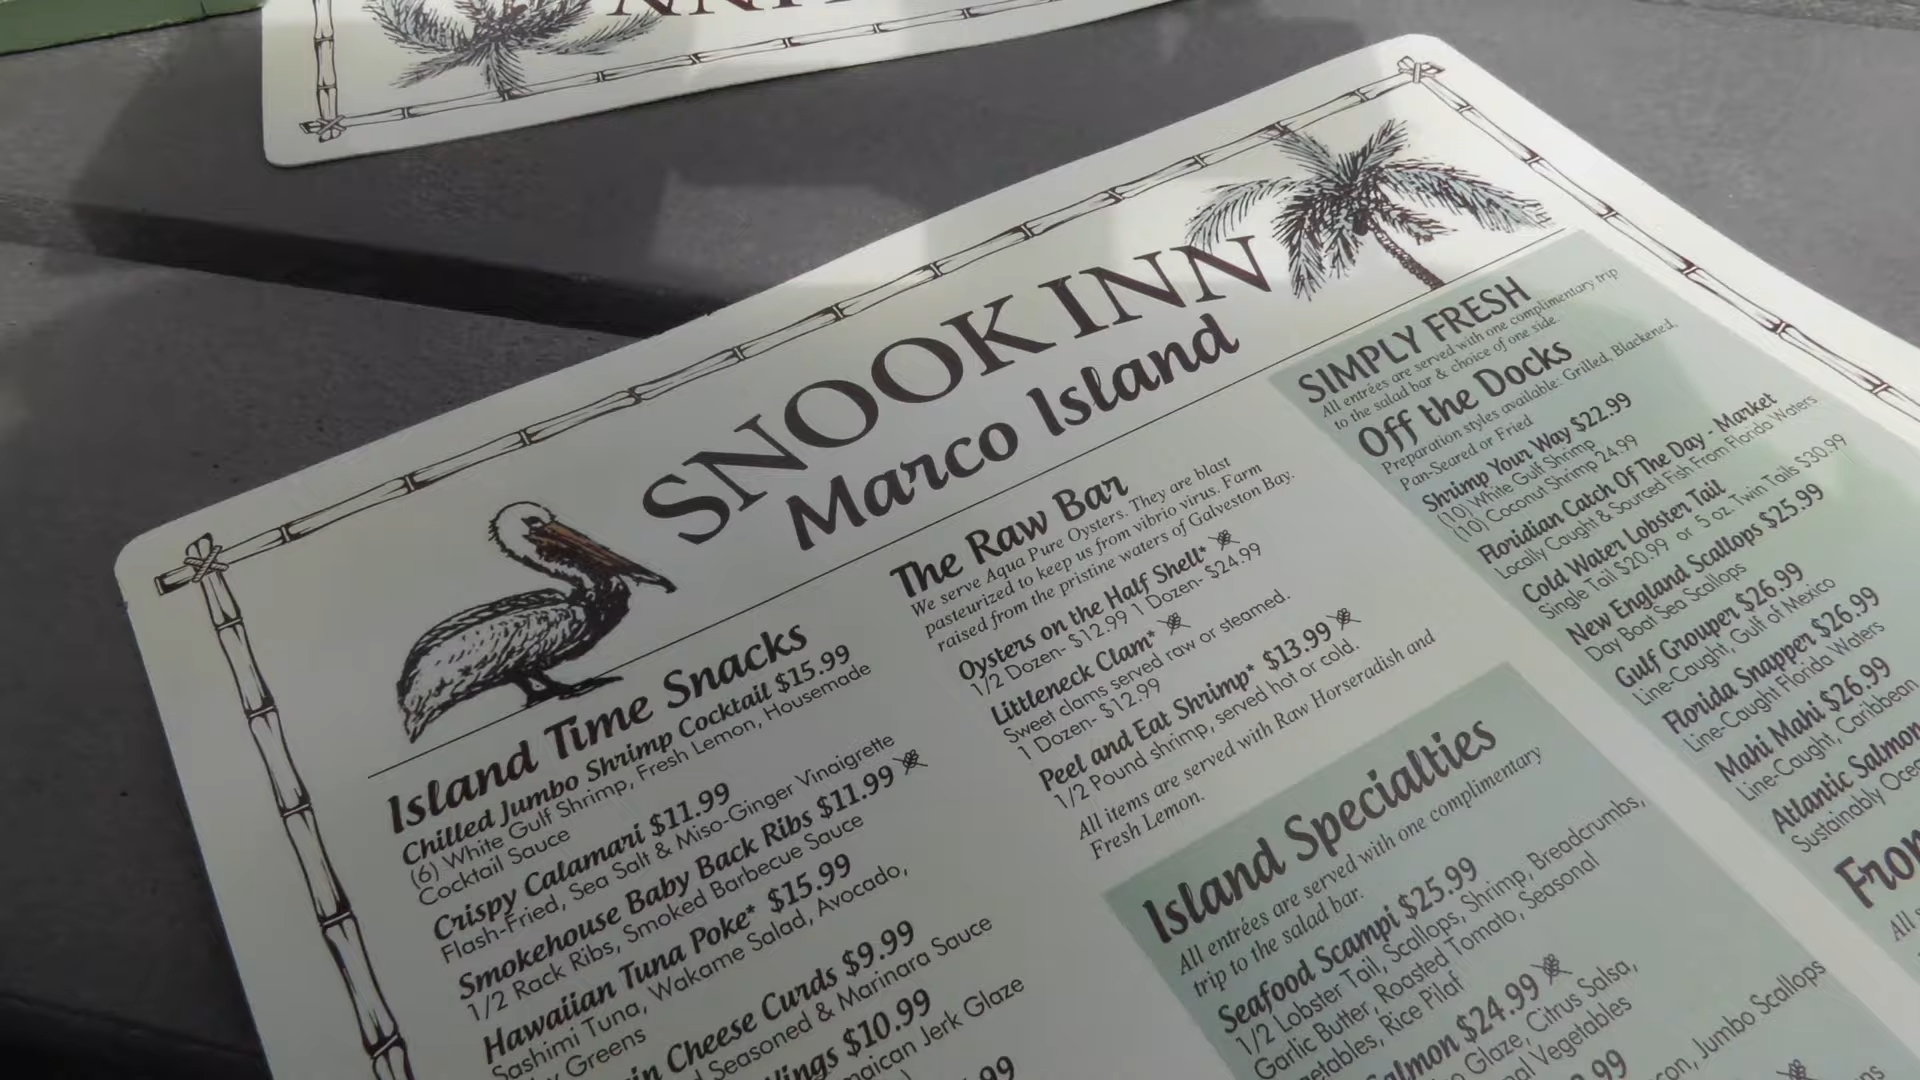 INN
SNOOK INN
Marco Island
Island Time Snacks
Chilled Jumbo Shrimp Cocktail $15.99
(6) White Gulf Shrimp, Fresh Lemon, Housemade
Cocktail Sauce
Crispy Calamari $11.99
Flash-Fried, Sea Salt & Miso-Ginger Vinaigrette
Smokehouse Baby Back Ribs $11.99
1/2 Rack Ribs, Smoked Barbecue Sauce
Hawaiian Tuna Poke* $15.99
Sashimi Tuna, Wakame Salad, Avocado,
Greens
Cheese Curds $9.99
Seasoned & Marinara Sauce
$10.99
Jerk Glaze
The Raw Bar
We serve Aqua Pure Oysters. They are blast
pasteurized to keep us from vibrio virus. Farm
raised from the pristine waters of Galveston Bay.
Oysters on the Half Shell*
1/2 Dozen- $12.99 1 Dozen- $24.99
Littleneck Clam*
Sweet clams served raw or steamed.
1 Dozen- $12.99
Peel and Eat Shrimp* $13.99
1/2 Pound shrimp, served hot or cold.
All items are served with Raw Horseradish and
Fresh Lemon.
Island Specialties
All entrées are served with one complimentary
trip to the salad bar.
Seafood Scampi $25.99
1/2 Lobster Tail, Scallops, Shrimp, Breadcrumbs,
Garlic Butter, Roasted Tomato, Seasonal
Rice Pilaf
$24.99
Glaze, Citrus Salsa,
Vegetables
Jumbo Scallops
SIMPLY FRESH
All entrées are served with one complimentary trip
to the salad bar & choice of one side.
Off the Docks
Preparation styles available: Grilled, Blackened,
Pan-Seared or Fried
Shrimp Your Way $22.99
(10) White Gulf Shrimp
(10) Coconut Shrimp 24.99
Floridian Catch Of The Day - Market
Locally Caught & Sourced Fish From Florida Waters
Cold Water Lobster Tail
Single Tail $20.99 or 5 oz. Twin Tails $30.99
New England Scallops $25.99
Day Boat Sea Scallops
Gulf Grouper $26.99
Line-Caught, Gulf of Mexico
Florida Snapper $26.99
Line-Caught Florida Waters
Mahi Mahi $26.99
Line-Caught, Caribbean
Atlantic Salmon
Sustainably
All